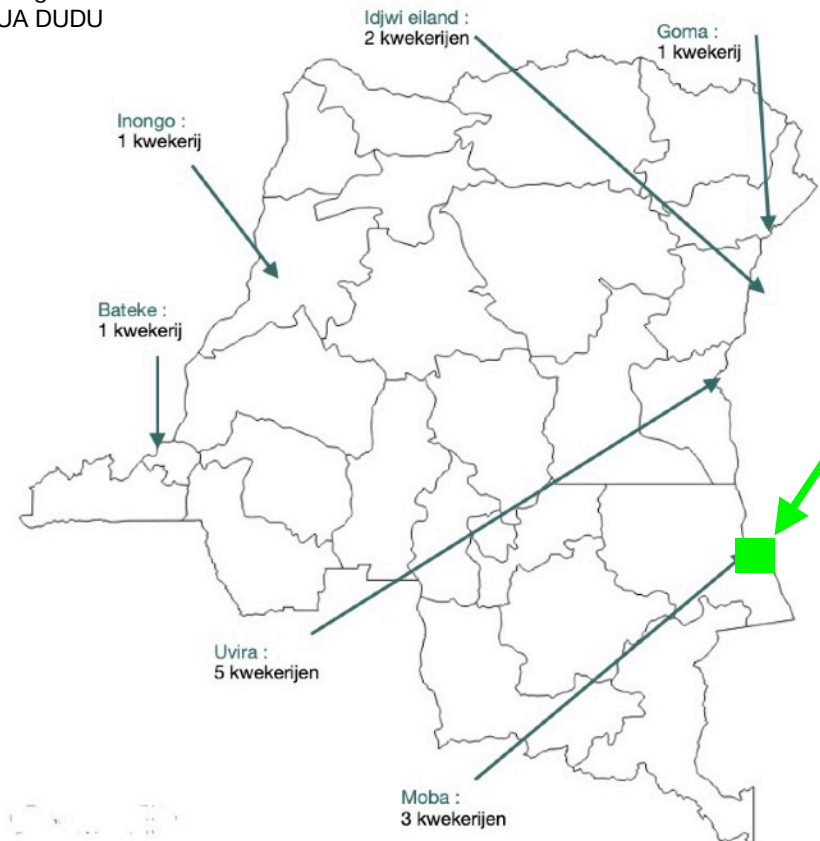 UA DUDU
Idjwi eiland :
2 kwekerijen
Goma :
1 kwekerij
Inongo :
1 kwekerij
Bateke :
1 kwekerij
Uvira :
5 kwekerijen
Moba :
3 kwekerijen